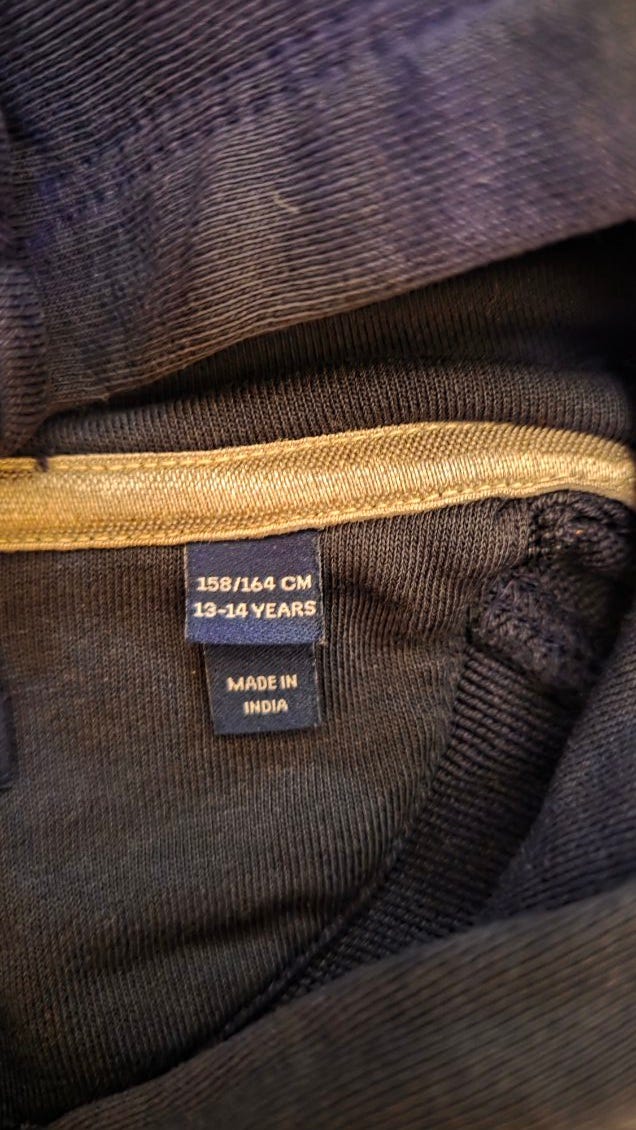 158/164 CM
13-14 YEARS
MADE IN
INDIA